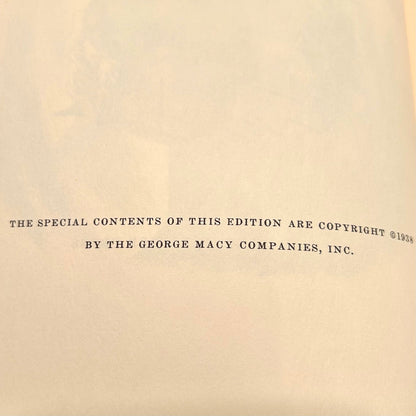 THE SPECIAL CONTENTS OF THIS EDITION ARE COPYRIGHT ©1938
BY THE GEORGE MACY COMPANIES, INC.